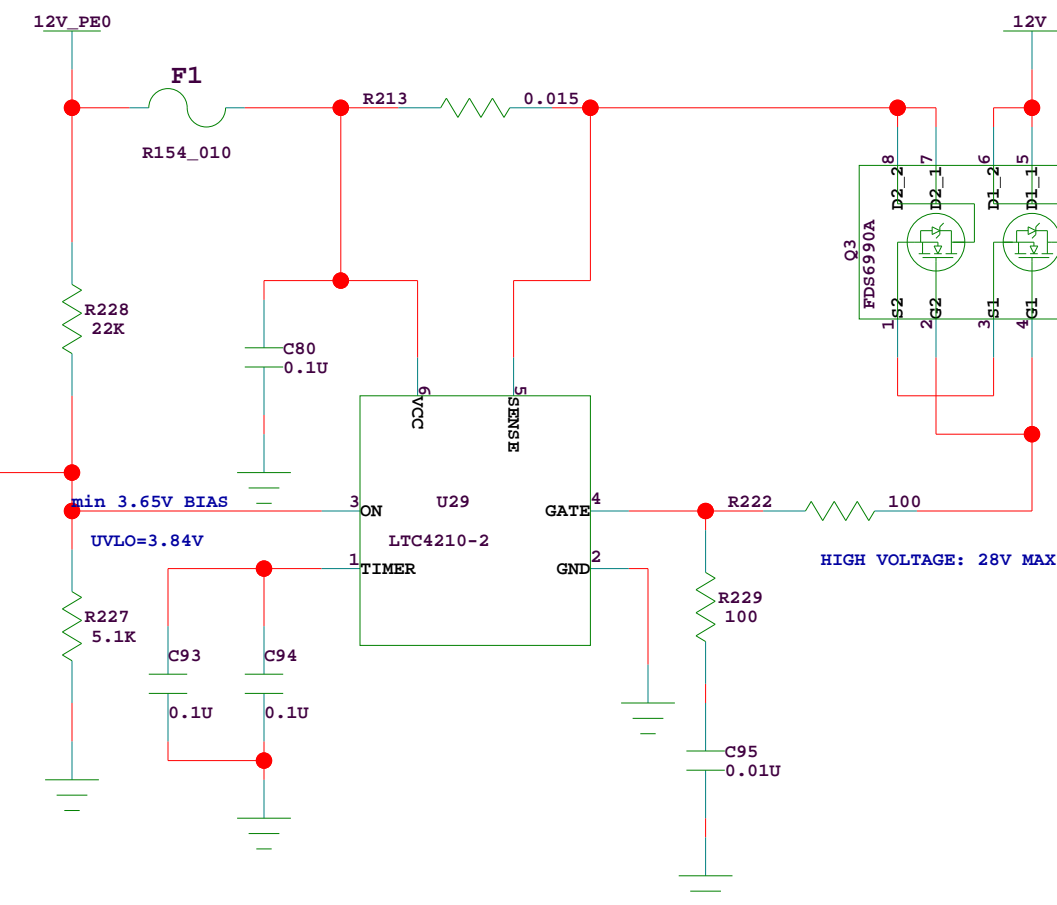 12V_PE0
12V
F1
R213
0.015
R154_010
8
7
6
5
D2_2
D2_1
D1_2
D1_1
Q3
FDS6990A
S2
G2
S1
G1
1
2
3
4
R228
22K
C80
0.1U
6
5
VCC
SENSE
min 3.65V BIAS
3
ON
U29
GATE
4
R222
100
UVLO=3.84V
LTC4210-2
1
TIMER
GND
2
HIGH VOLTAGE: 28V MAX
R227
5.1K
R229
100
C93
C94
0.1U
0.1U
C95
0.01U